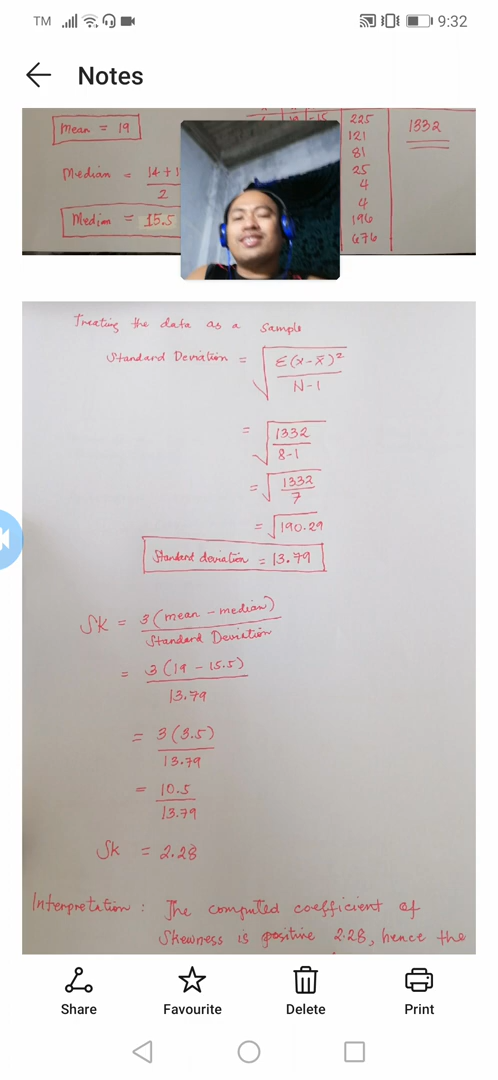 TM 9:32
Notes
Mean = 19
225
121
81
25
4
4
196
676
1332
Median = 14 + 1
2
Median = 15.5
Treating the data as a sample
Standard Deviation = √ Σ(x-x̄)²
N-1
= √ 1332
8-1
= √ 1332
7
= √190.29
Standard deviation = 13.79
Sk = 3(mean - median)
Standard Deviation
= 3(19 - 15.5)
13.79
= 3(3.5)
13.79
= 10.5
13.79
Sk = 2.28
Interpretation : The computed coefficient of
Skewness is positive 2.28, hence the
Share Favourite Delete Print